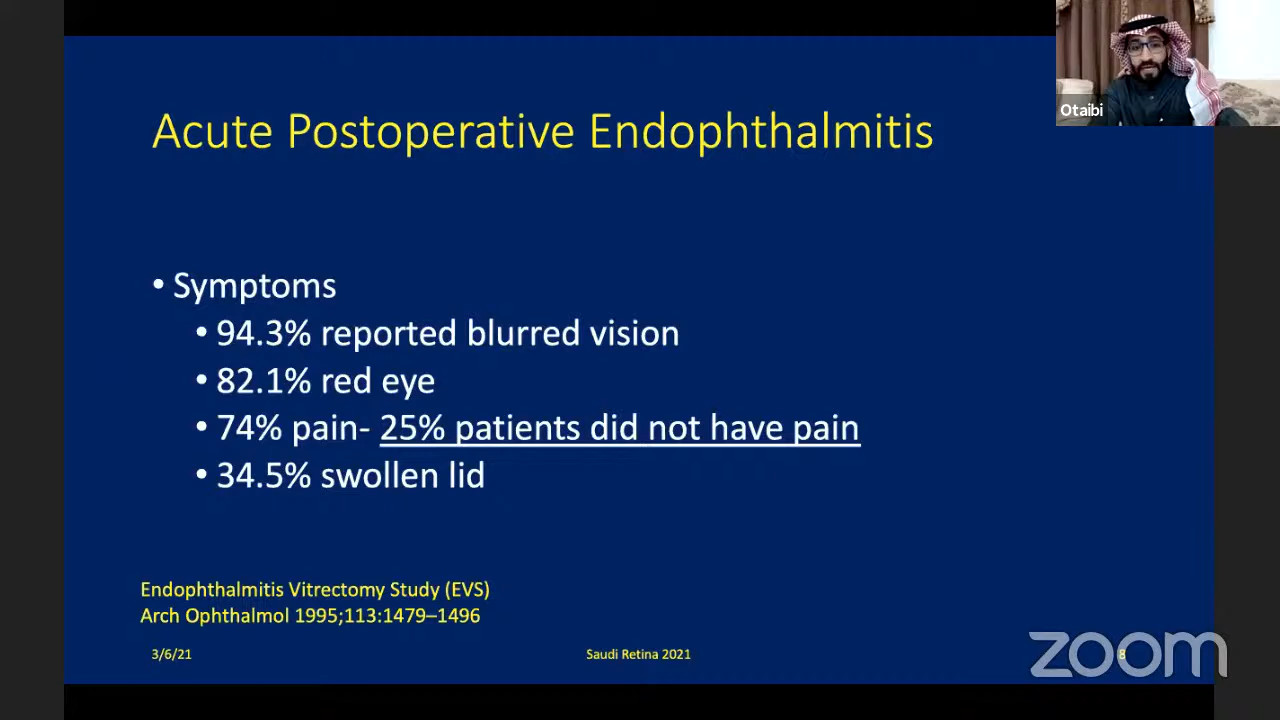 Otaibi
Acute Postoperative Endophthalmitis
• Symptoms
• 94.3% reported blurred vision
• 82.1% red eye
• 74% pain- 25% patients did not have pain
• 34.5% swollen lid
Endophthalmitis Vitrectomy Study (EVS)
Arch Ophthalmol 1995;113:1479–1496
3/6/21
Saudi Retina 2021
8
zoom